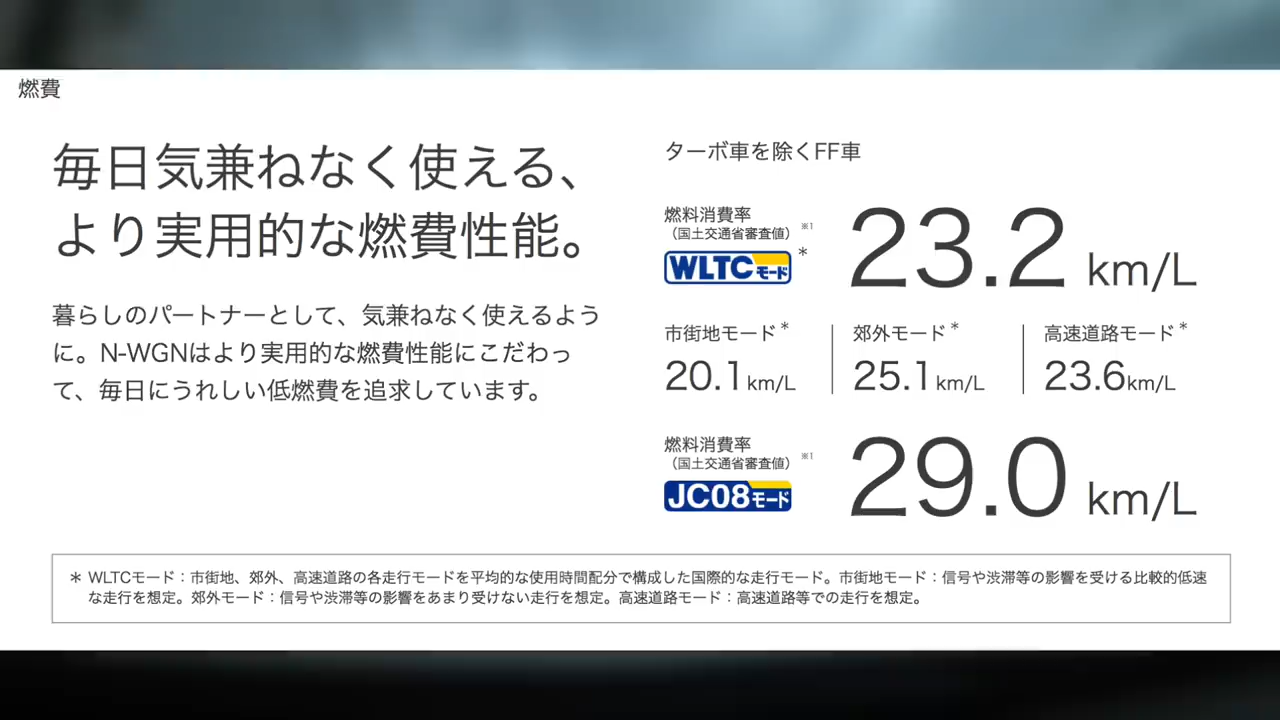 燃費
毎日気兼ねなく使える、
より実用的な燃費性能。
暮らしのパートナーとして、気兼ねなく使えるよう
に。N-WGNはより実用的な燃費性能にこだわっ
て、毎日にうれしい低燃費を追求しています。
ターボ車を除くFF車
燃料消費率
（国土交通省審査値）※1
WLTCモード＊
23.2 km/L
市街地モード＊
20.1km/L
郊外モード＊
25.1km/L
高速道路モード＊
23.6km/L
燃料消費率
（国土交通省審査値）※1
JC08モード
29.0 km/L
＊ WLTCモード：市街地、郊外、高速道路の各走行モードを平均的な使用時間配分で構成した国際的な走行モード。市街地モード：信号や渋滞等の影響を受ける比較的低速
な走行を想定。郊外モード：信号や渋滞等の影響をあまり受けない走行を想定。高速道路モード：高速道路等での走行を想定。